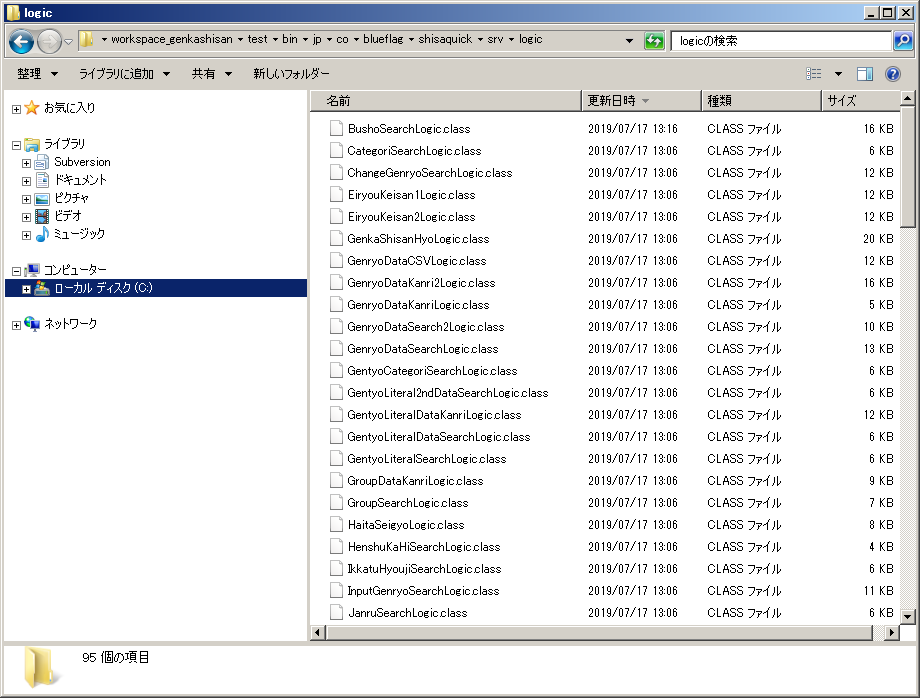 logic
workspace_genkashisan test bin jp co blueflag shisaquick srv logic logicの検索
整理 ライブラリに追加 共有 新しいフォルダー
お気に入り
ライブラリ
Subversion
ドキュメント
ピクチャ
ビデオ
ミュージック
コンピューター
ローカル ディスク (C:)
ネットワーク
名前 更新日時 種類 サイズ
BushoSearchLogic.class 2019/07/17 13:16 CLASS ファイル 16 KB
CategoriSearchLogic.class 2019/07/17 13:06 CLASS ファイル 6 KB
ChangeGenryoSearchLogic.class 2019/07/17 13:06 CLASS ファイル 12 KB
EiryouKeisan1Logic.class 2019/07/17 13:06 CLASS ファイル 12 KB
EiryouKeisan2Logic.class 2019/07/17 13:06 CLASS ファイル 12 KB
GenkaShisanHyoLogic.class 2019/07/17 13:06 CLASS ファイル 20 KB
GenryoDataCSVLogic.class 2019/07/17 13:06 CLASS ファイル 12 KB
GenryoDataKanri2Logic.class 2019/07/17 13:06 CLASS ファイル 16 KB
GenryoDataKanriLogic.class 2019/07/17 13:06 CLASS ファイル 5 KB
GenryoDataSearch2Logic.class 2019/07/17 13:06 CLASS ファイル 10 KB
GenryoDataSearchLogic.class 2019/07/17 13:06 CLASS ファイル 13 KB
GentyoCategoriSearchLogic.class 2019/07/17 13:06 CLASS ファイル 6 KB
GentyoLiteral2ndDataSearchLogic.class 2019/07/17 13:06 CLASS ファイル 6 KB
GentyoLiteralDataKanriLogic.class 2019/07/17 13:06 CLASS ファイル 12 KB
GentyoLiteralDataSearchLogic.class 2019/07/17 13:06 CLASS ファイル 6 KB
GentyoLiteralSearchLogic.class 2019/07/17 13:06 CLASS ファイル 6 KB
GroupDataKanriLogic.class 2019/07/17 13:06 CLASS ファイル 9 KB
GroupSearchLogic.class 2019/07/17 13:06 CLASS ファイル 7 KB
HaitaSeigyoLogic.class 2019/07/17 13:06 CLASS ファイル 8 KB
HenshuKaHiSearchLogic.class 2019/07/17 13:06 CLASS ファイル 4 KB
IkkatuHyoujiSearchLogic.class 2019/07/17 13:06 CLASS ファイル 6 KB
InputGenryoSearchLogic.class 2019/07/17 13:06 CLASS ファイル 11 KB
JanruSearchLogic.class 2019/07/17 13:06 CLASS ファイル 6 KB
95 個の項目